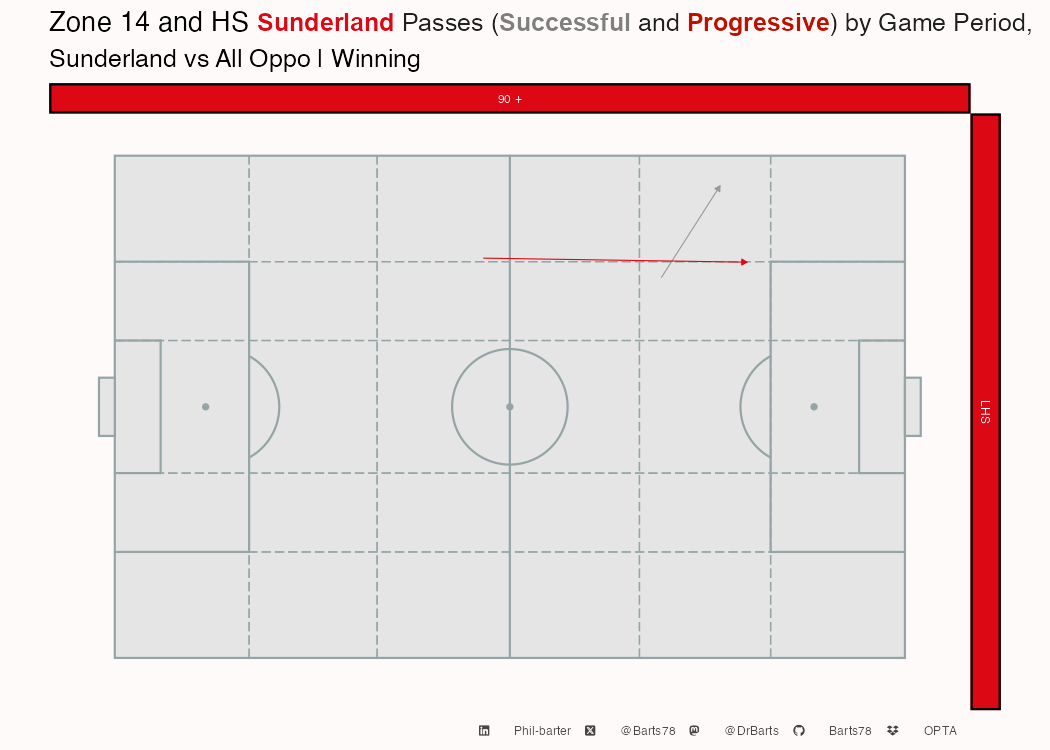 Zone 14 and HS Sunderland Passes (Successful and Progressive) by Game Period,
Sunderland vs All Oppo | Winning
90 +
LHS
Phil-barter @Barts78 @DrBarts Barts78 OPTA